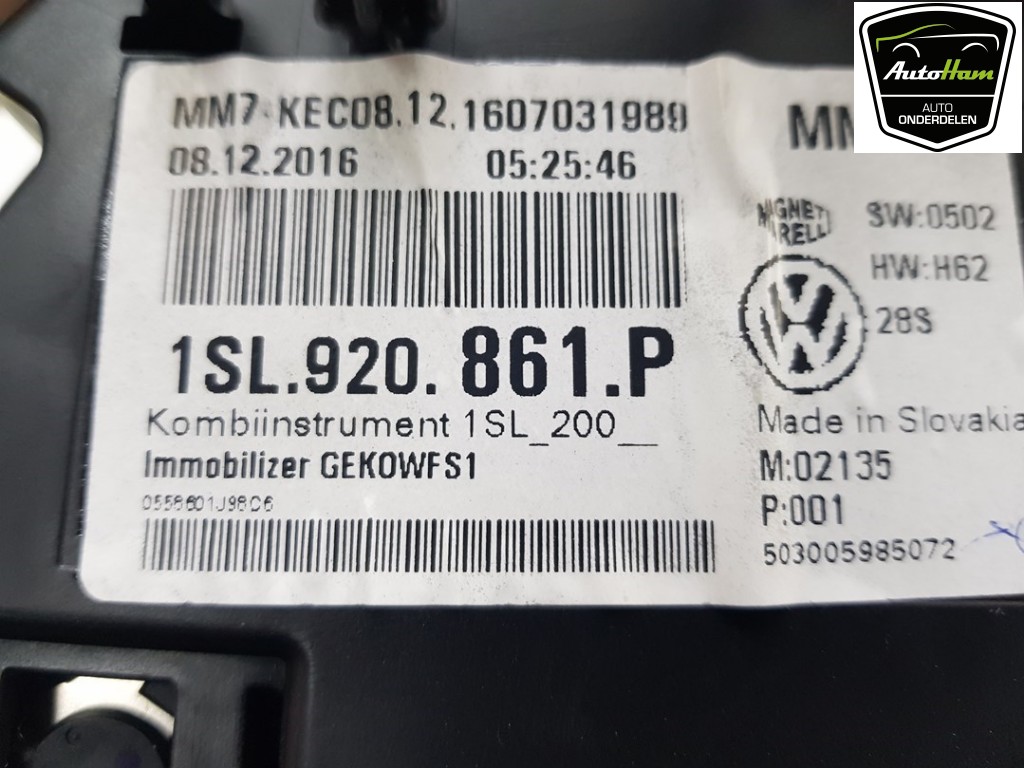 MM7-KEC08.12.1607031989
08.12.2016 05:25:46
1SL.920.861.P
Kombiinstrument 1SL_200__
Immobilizer GEKOWFS1
0558601J98C6
MM
MAGNETI
MARELLI
SW:0502
HW:H62
28S
Made in Slovakia
M:02135
P:001
503005985072
AutoHam
AUTO
ONDERDELEN